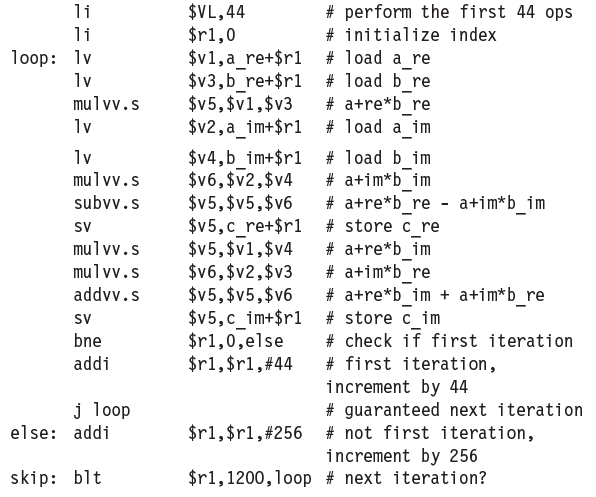 li $VL,44 # perform the first 44 ops
li $r1,0 # initialize index
loop: lv $v1,a_re+$r1 # load a_re
lv $v3,b_re+$r1 # load b_re
mulvv.s $v5,$v1,$v3 # a+re*b_re
lv $v2,a_im+$r1 # load a_im
lv $v4,b_im+$r1 # load b_im
mulvv.s $v6,$v2,$v4 # a+im*b_im
subvv.s $v5,$v5,$v6 # a+re*b_re - a+im*b_im
sv $v5,c_re+$r1 # store c_re
mulvv.s $v5,$v1,$v4 # a+re*b_im
mulvv.s $v6,$v2,$v3 # a+im*b_re
addvv.s $v5,$v5,$v6 # a+re*b_im + a+im*b_re
sv $v5,c_im+$r1 # store c_im
bne $r1,0,else # check if first iteration
addi $r1,$r1,#44 # first iteration,
increment by 44
j loop # guaranteed next iteration
else: addi $r1,$r1,#256 # not first iteration,
increment by 256
skip: blt $r1,1200,loop # next iteration?